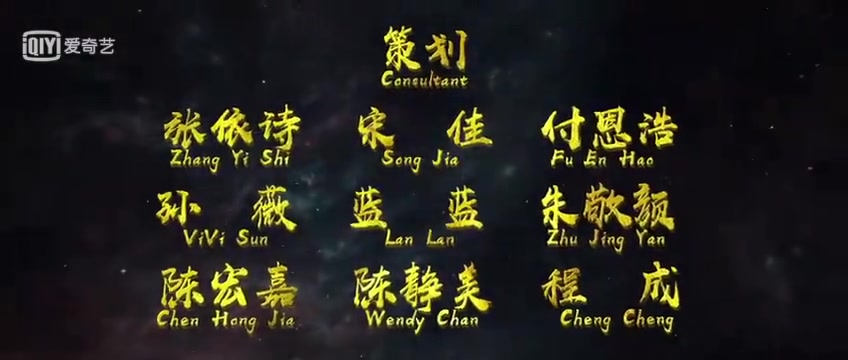 iQIYI 爱奇艺
策划
Consultant
张依诗 宋佳 付恩浩
Zhang Yi Shi Song Jia Fu En Hao
孙薇 蓝蓝 朱敬颜
ViVi Sun Lan Lan Zhu Jing Yan
陈宏嘉 陈静美 程成
Chen Hong Jia Wendy Chan Cheng Cheng